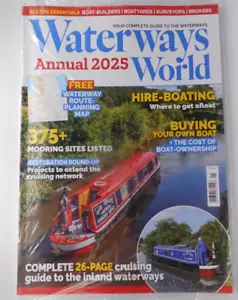 ALL THE ESSENTIALS BOAT-BUILDERS | BOATYARDS | SURVEYORS | BROKERS
YOUR COMPLETE GUIDE TO THE WATERWAYS
Waterways
Annual 2025 World
FREE
WATERWAY
ROUTE-
PLANNING
MAP
HIRE-BOATING
Where to get afloat
375+
MOORING SITES LISTED
BUYING
YOUR OWN BOAT
+ THE COST OF
BOAT-OWNERSHIP
RESTORATION ROUND-UP
Projects to extend the
cruising network
COMPLETE 26-PAGE cruising
guide to the inland waterways